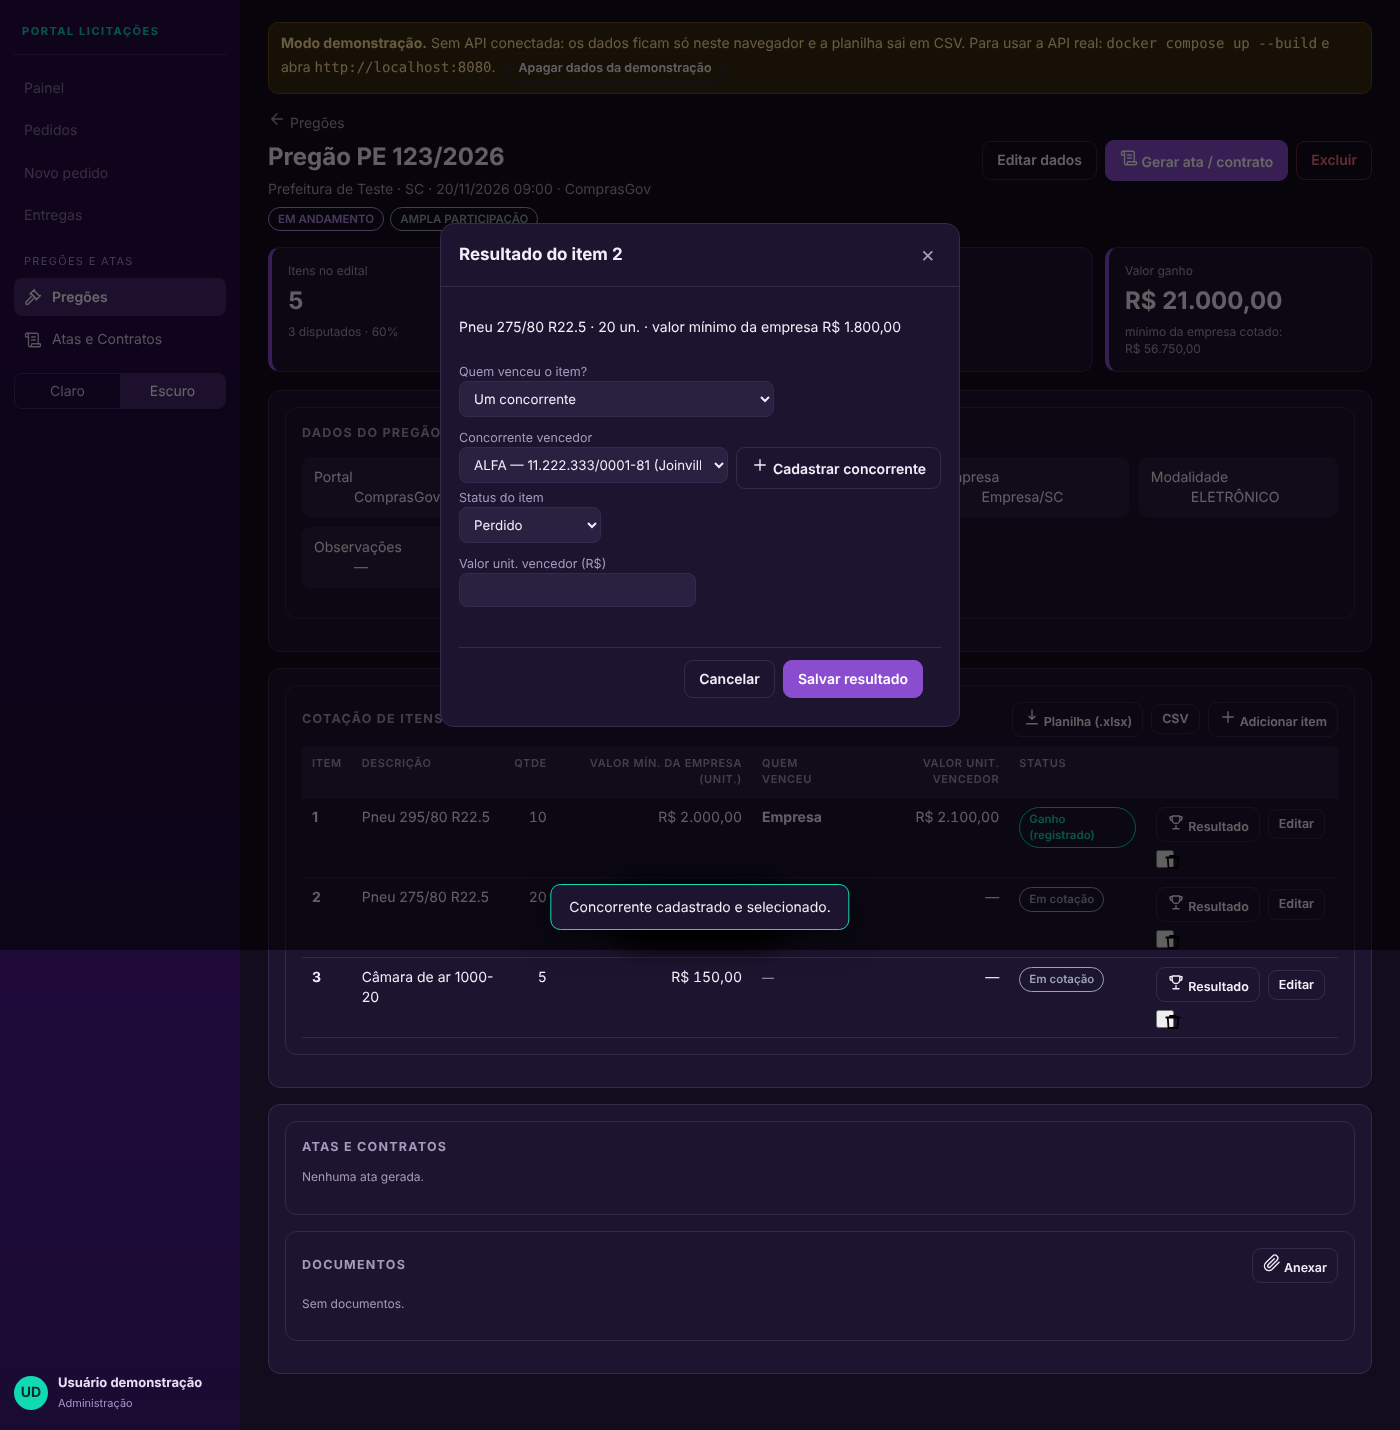 PORTAL LICITAÇÕES
Painel
Pedidos
Novo pedido
Entregas
PREGÕES E ATAS
Pregões
Atas e Contratos
Claro
Escuro
UD
Usuário demonstração
Administração
Modo demonstração. Sem API conectada: os dados ficam só neste navegador e a planilha sai em CSV. Para usar a API real: docker compose up --build e
abra http://localhost:8080. Apagar dados da demonstração
Pregões
Pregão PE 123/2026
Editar dados
Gerar ata / contrato
Excluir
Prefeitura de Teste · SC · 20/11/2026 09:00 · ComprasGov
EM ANDAMENTO
AMPLA PARTICIPAÇÃO
Itens no edital
5
3 disputados · 60%
Valor ganho
R$ 21.000,00
mínimo da empresa cotado:
R$ 56.750,00
Resultado do item 2
Pneu 275/80 R22.5 · 20 un. · valor mínimo da empresa R$ 1.800,00
Quem venceu o item?
Um concorrente
Concorrente vencedor
ALFA — 11.222.333/0001-81 (Joinvill
Cadastrar concorrente
Status do item
Perdido
Valor unit. vencedor (R$)
Cancelar
Salvar resultado
DADOS DO PREGÃO
Portal
ComprasGov
Empresa/SC
Modalidade
ELETRÔNICO
Observações
—
COTAÇÃO DE ITENS
Planilha (.xlsx)
CSV
Adicionar item
ITEM DESCRIÇÃO QTDE VALOR MÍN. DA EMPRESA (UNIT.) QUEM VENCEU VALOR UNIT. VENCEDOR STATUS
1 Pneu 295/80 R22.5 10 R$ 2.000,00 Empresa R$ 2.100,00 Ganho (registrado) Resultado Editar
2 Pneu 275/80 R22.5 20 — Em cotação Resultado Editar
Concorrente cadastrado e selecionado.
3 Câmara de ar 1000-20 5 R$ 150,00 — — Em cotação Resultado Editar
ATAS E CONTRATOS
Nenhuma ata gerada.
DOCUMENTOS
Anexar
Sem documentos.